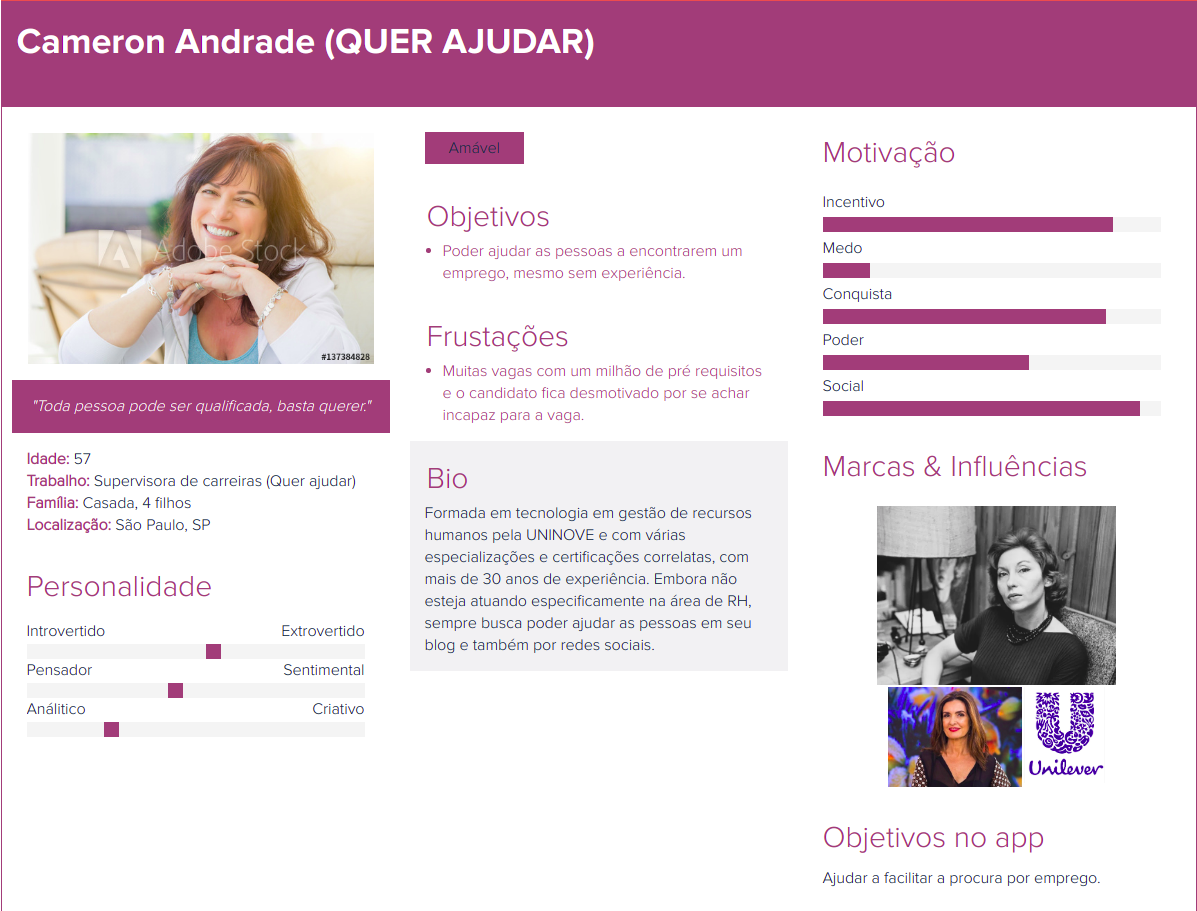 Cameron Andrade (QUER AJUDAR)
Adobe Stock
#137384828
"Toda pessoa pode ser qualificada, basta querer."
Idade: 57
Trabalho: Supervisora de carreiras (Quer ajudar)
Família: Casada, 4 filhos
Localização: São Paulo, SP
Personalidade
Introvertido Extrovertido
Pensador Sentimental
Análitico Criativo
Amável
Objetivos
• Poder ajudar as pessoas a encontrarem um
emprego, mesmo sem experiência.
Frustações
• Muitas vagas com um milhão de pré requisitos
e o candidato fica desmotivado por se achar
incapaz para a vaga.
Bio
Formada em tecnologia em gestão de recursos
humanos pela UNINOVE e com várias
especializações e certificações correlatas, com
mais de 30 anos de experiência. Embora não
esteja atuando especificamente na área de RH,
sempre busca poder ajudar as pessoas em seu
blog e também por redes sociais.
Motivação
Incentivo
Medo
Conquista
Poder
Social
Marcas & Influências
Unilever
Objetivos no app
Ajudar a facilitar a procura por emprego.